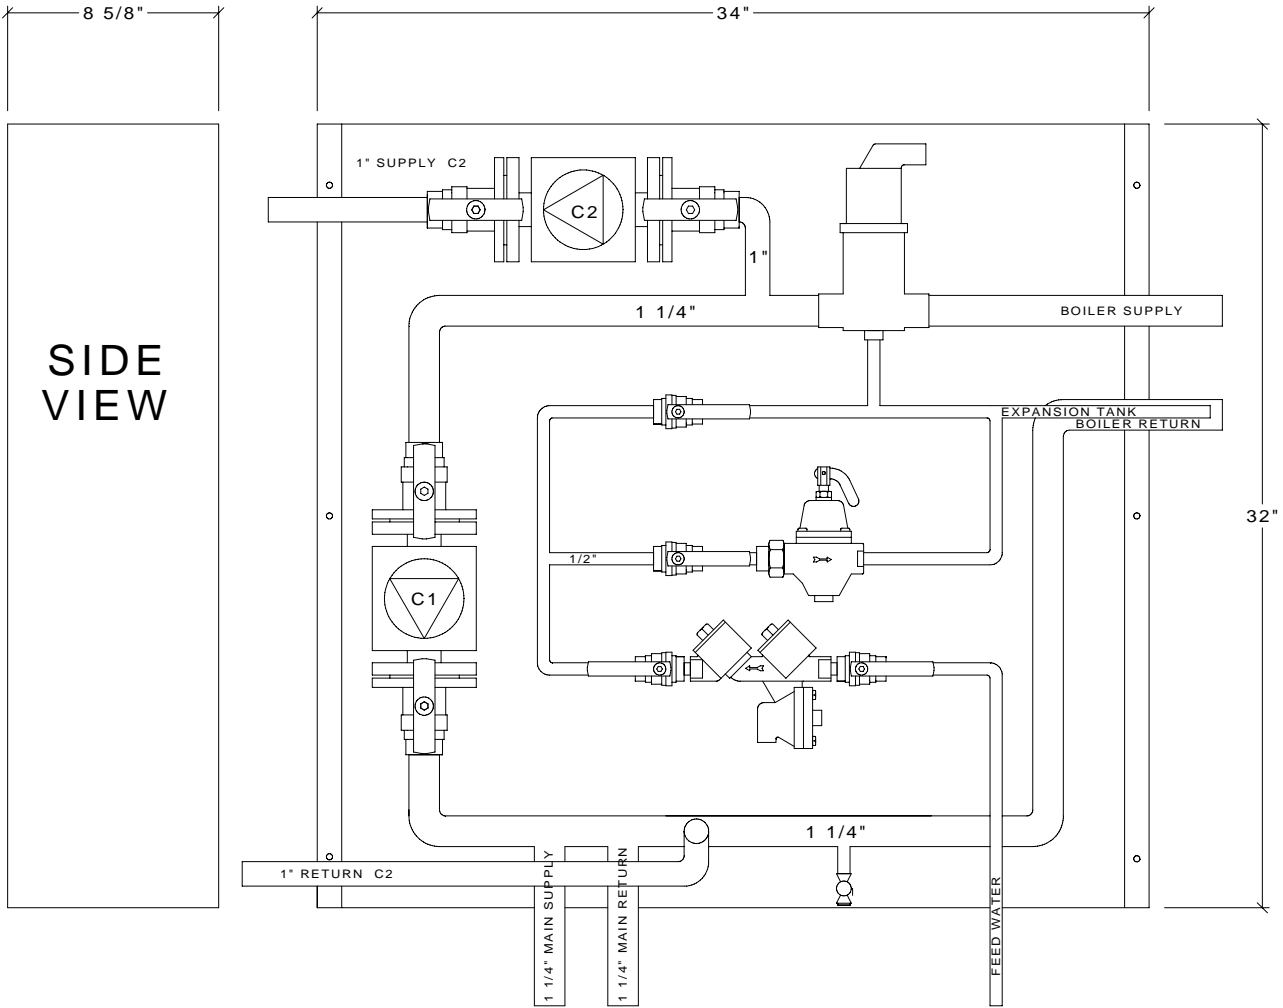 8 5/8"
34"
1" SUPPLY C2
C2
1"
1 1/4"
BOILER SUPPLY
SIDE
VIEW
EXPANSION TANK
BOILER RETURN
32"
1/2"
C1
1 1/4"
1" RETURN C2
1 1/4" MAIN SUPPLY
1 1/4" MAIN RETURN
FEED WATER